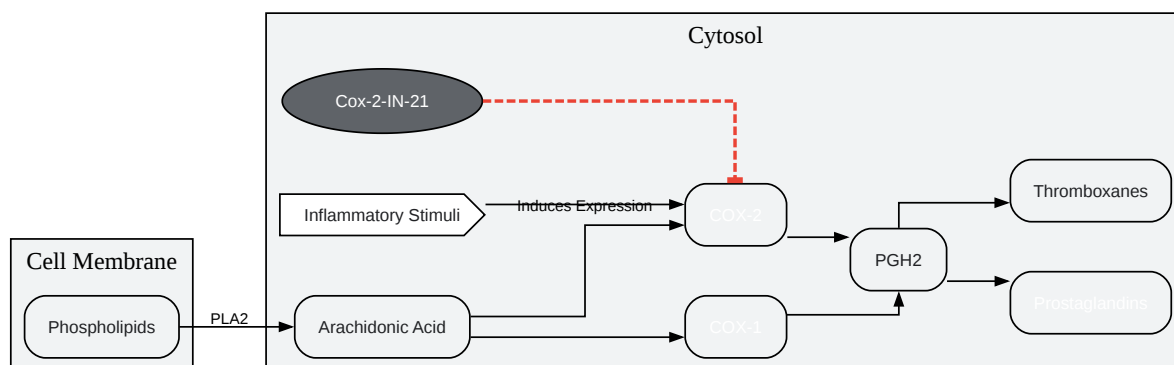 Cytosol
Cox-2-IN-21
Thromboxanes
Inflammatory Stimuli
Induces Expression
COX-2
Cell Membrane
PGH2
Phospholipids
PLA2
Arachidonic Acid
COX-1
Prostaglandins